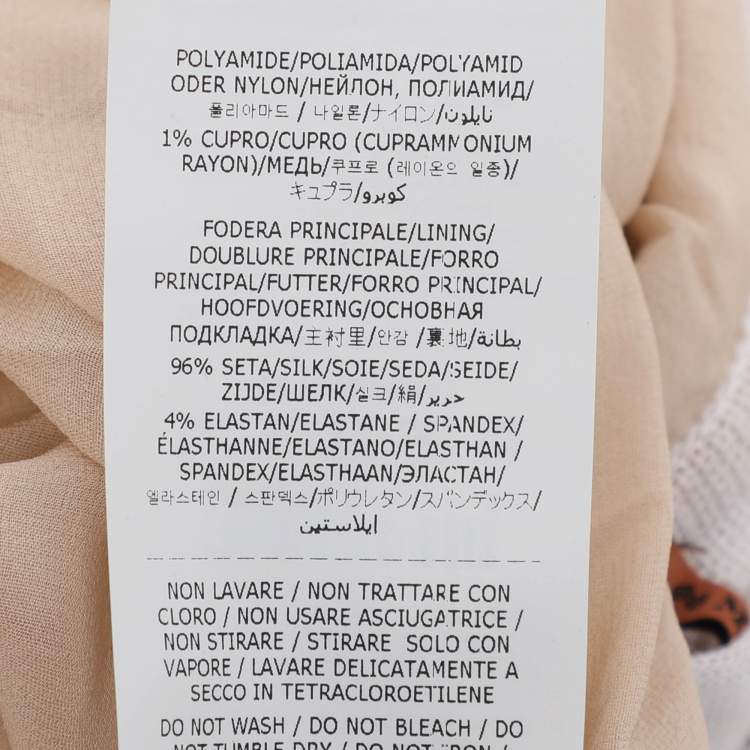 POLYAMIDE/POLIAMIDA/POLYAMID
ODER NYLON/НЕЙЛОН, ПОЛИАМИД/
폴리아마드 / 나일론/ナイロン/نايلون
1% CUPRO/CUPRO (CUPRAMMONIUM
RAYON)/МЕДЬ/쿠프로 (레이온의 일종)/
キュプラ/كوبرو
FODERA PRINCIPALE/LINING/
DOUBLURE PRINCIPALE/FORRO
PRINCIPAL/FUTTER/FORRO PRINCIPAL/
HOOFDVOERING/ОСНОВНАЯ
ПОДКЛАДКА/主衬里/안감 /裏地/بطانة
96% SETA/SILK/SOIE/SEDA/SEIDE/
ZIJDE/ШЕЛК/실크/絹/حرير
4% ELASTAN/ELASTANE / SPANDEX/
ÉLASTHANNE/ELASTANO/ELASTHAN /
SPANDEX/ELASTHAAN/ЭЛАСТАН/
엘라스테인 / 스판덱스/ポリウレタン/スパンデックス/
ايلاستين
NON LAVARE / NON TRATTARE CON
CLORO / NON USARE ASCIUGATRICE /
NON STIRARE / STIRARE SOLO CON
VAPORE / LAVARE DELICATAMENTE A
SECCO IN TETRACLOROETILENE
DO NOT WASH / DO NOT BLEACH / DO
NOT TUMBLE DRY / DO NOT IRON /